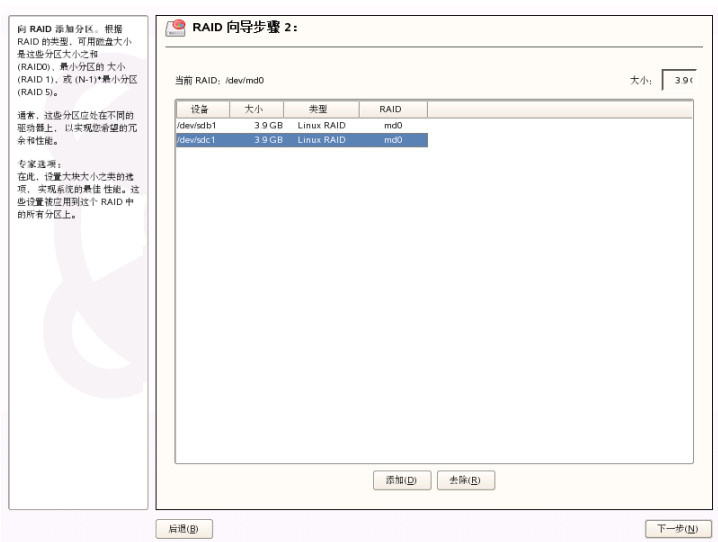 向 RAID 添加分区。根据
RAID 的类型，可用磁盘大小
是这些分区大小之和
(RAID0)、最小分区的 大小
(RAID 1)，或 (N-1)*最小分区
(RAID 5)。
通常，这些分区应处在不同的
驱动器上， 以实现您希望的冗
余和性能。
专家选项：
在此，设置大块大小之类的选
项， 实现系统的最佳 性能。这
些设置被应用到这个 RAID 中
的所有分区上。
RAID 向导步骤 2：
当前 RAID：/dev/md0
大小： 3.9
设备 大小 类型 RAID
/dev/sdb1 3.9 GB Linux RAID md0
/dev/sdc1 3.9 GB Linux RAID md0
添加(D) 去除(R)
后退(B) 下一步(N)